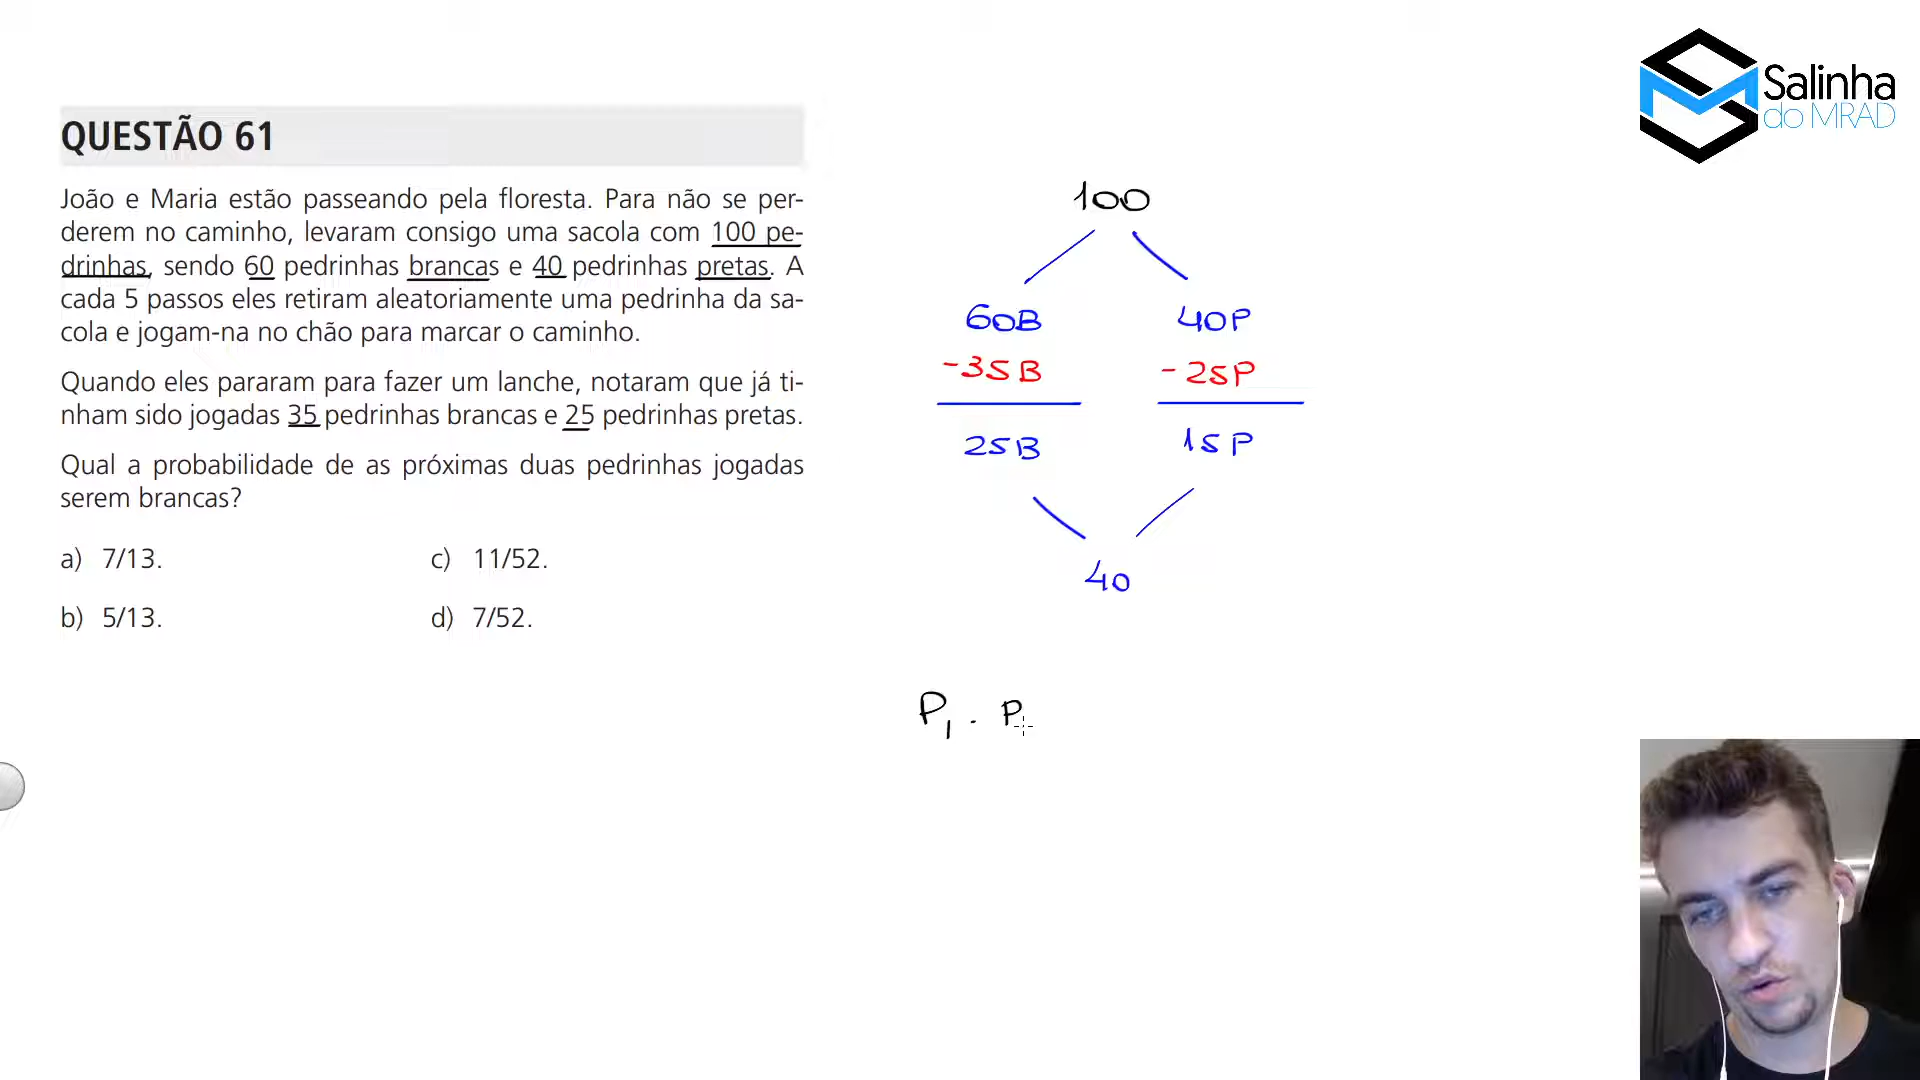 QUESTÃO 61
João e Maria estão passeando pela floresta. Para não se per-
derem no caminho, levaram consigo uma sacola com 100 pe-
drinhas, sendo 60 pedrinhas brancas e 40 pedrinhas pretas. A
cada 5 passos eles retiram aleatoriamente uma pedrinha da sa-
cola e jogam-na no chão para marcar o caminho.
Quando eles pararam para fazer um lanche, notaram que já ti-
nham sido jogadas 35 pedrinhas brancas e 25 pedrinhas pretas.
Qual a probabilidade de as próximas duas pedrinhas jogadas
serem brancas?
a) 7/13.
c) 11/52.
b) 5/13.
d) 7/52.
100
60B 40P
-35B -25P
25B 15P
40
P1 . P
Salinha
do MRAD